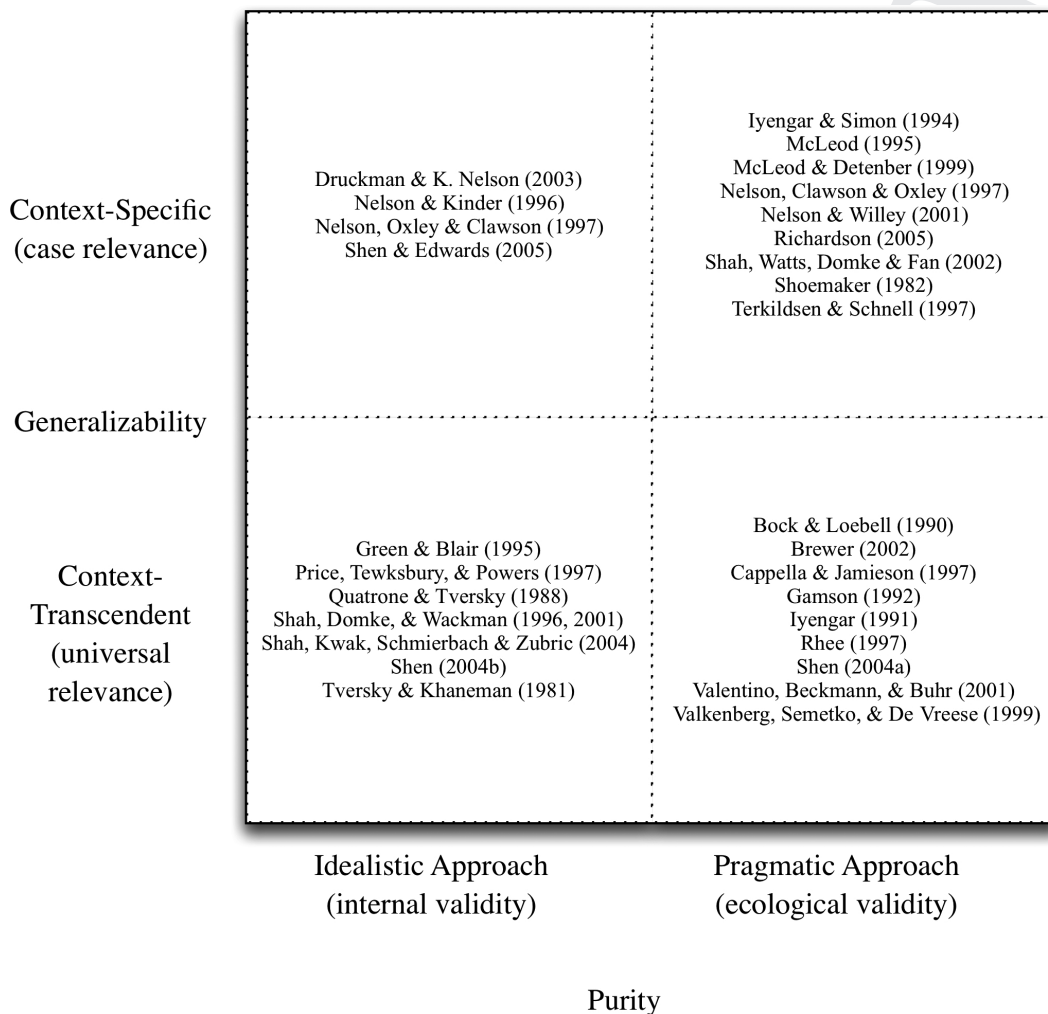 Context-Specific
(case relevance)
Druckman & K. Nelson (2003)
Nelson & Kinder (1996)
Nelson, Oxley & Clawson (1997)
Shen & Edwards (2005)
Iyengar & Simon (1994)
McLeod (1995)
McLeod & Detenber (1999)
Nelson, Clawson & Oxley (1997)
Nelson & Willey (2001)
Richardson (2005)
Shah, Watts, Domke & Fan (2002)
Shoemaker (1982)
Terkildsen & Schnell (1997)
Generalizability
Context-
Transcendent
(universal
relevance)
Green & Blair (1995)
Price, Tewksbury, & Powers (1997)
Quatrone & Tversky (1988)
Shah, Domke, & Wackman (1996, 2001)
Shah, Kwak, Schmierbach & Zubric (2004)
Shen (2004b)
Tversky & Khaneman (1981)
Bock & Loebell (1990)
Brewer (2002)
Cappella & Jamieson (1997)
Gamson (1992)
Iyengar (1991)
Rhee (1997)
Shen (2004a)
Valentino, Beckmann, & Buhr (2001)
Valkenberg, Semetko, & De Vreese (1999)
Idealistic Approach
(internal validity)
Pragmatic Approach
(ecological validity)
Purity